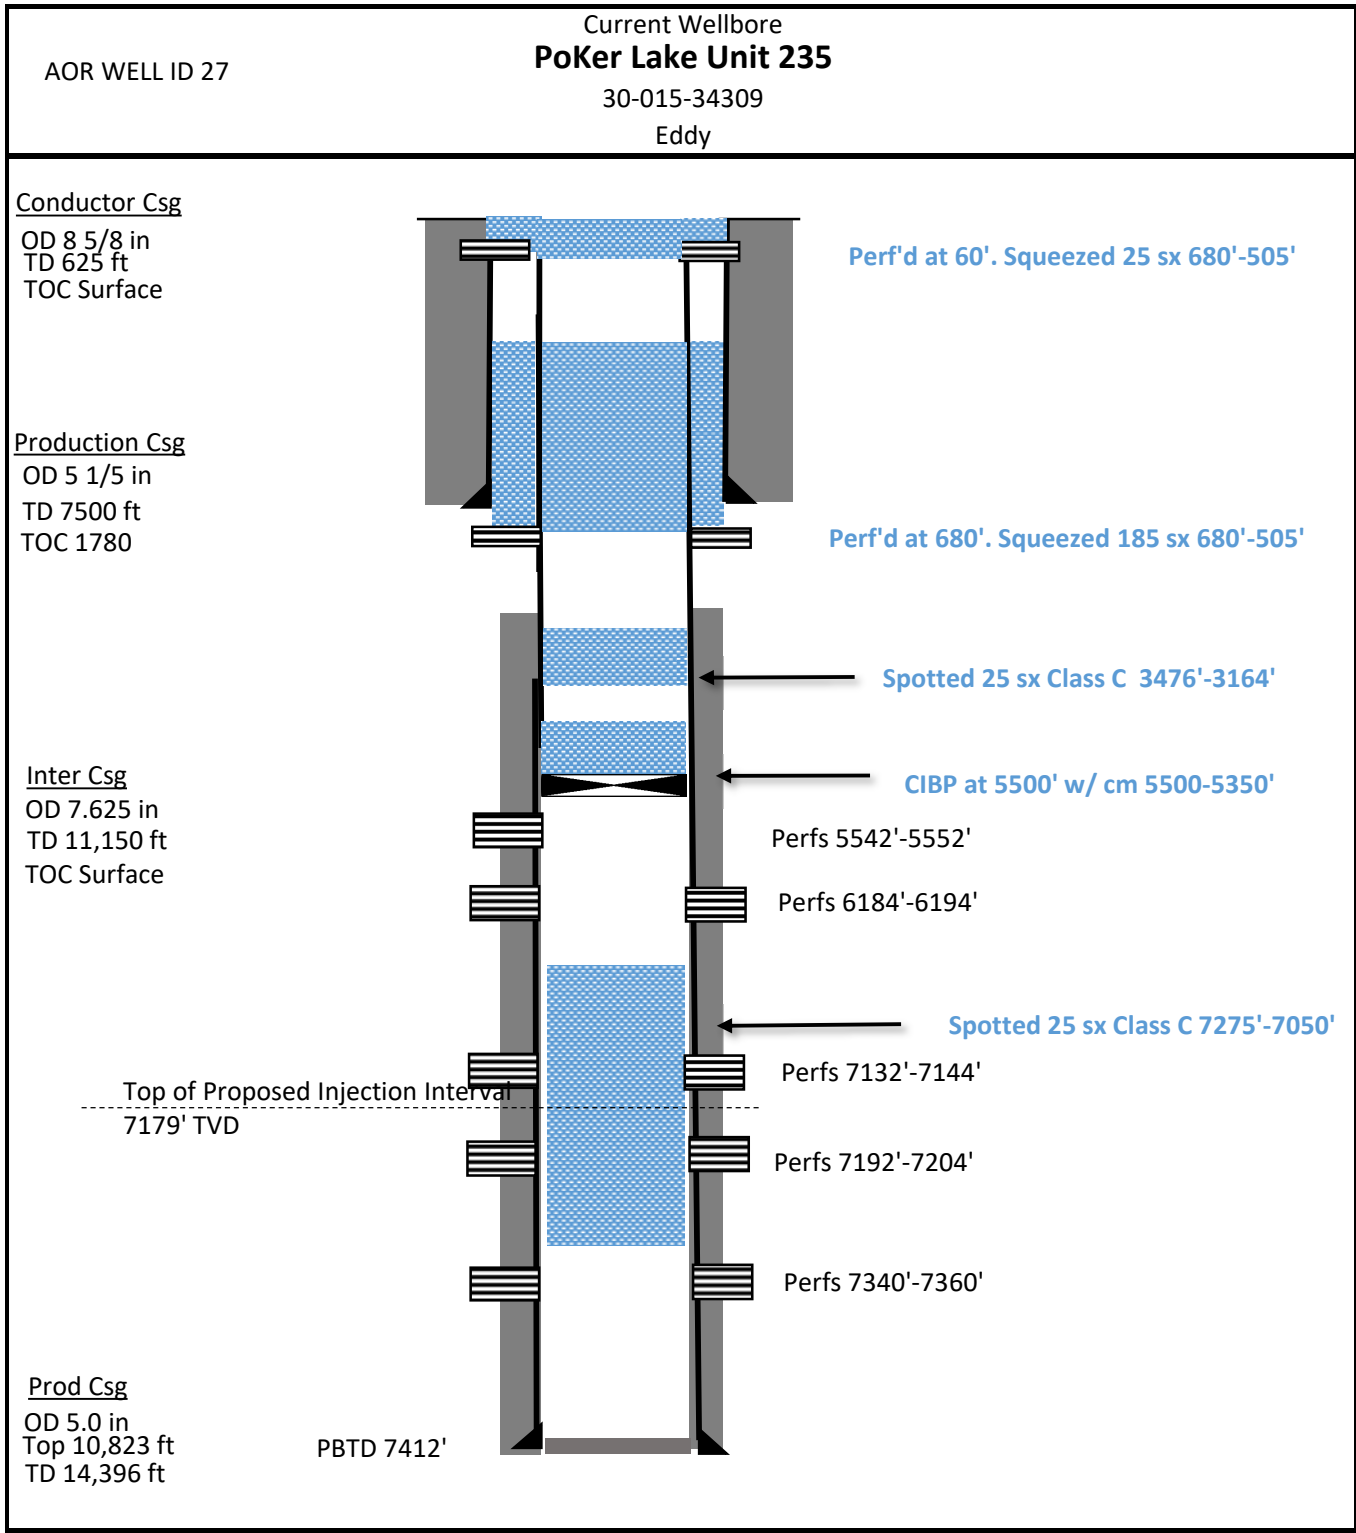 Current Wellbore
AOR WELL ID 27
PoKer Lake Unit 235
30-015-34309
Eddy
Conductor Csg
OD 8 5/8 in
TD 625 ft
TOC Surface
Perf'd at 60'. Squeezed 25 sx 680'-505'
Production Csg
OD 5 1/5 in
TD 7500 ft
TOC 1780
Perf'd at 680'. Squeezed 185 sx 680'-505'
Spotted 25 sx Class C  3476'-3164'
Inter Csg
OD 7.625 in
TD 11,150 ft
TOC Surface
CIBP at 5500' w/ cm 5500-5350'
Perfs 5542'-5552'
Perfs 6184'-6194'
Spotted 25 sx Class C 7275'-7050'
Perfs 7132'-7144'
Top of Proposed Injection Interval
7179' TVD
Perfs 7192'-7204'
Perfs 7340'-7360'
Prod Csg
OD 5.0 in
Top 10,823 ft
TD 14,396 ft
PBTD 7412'